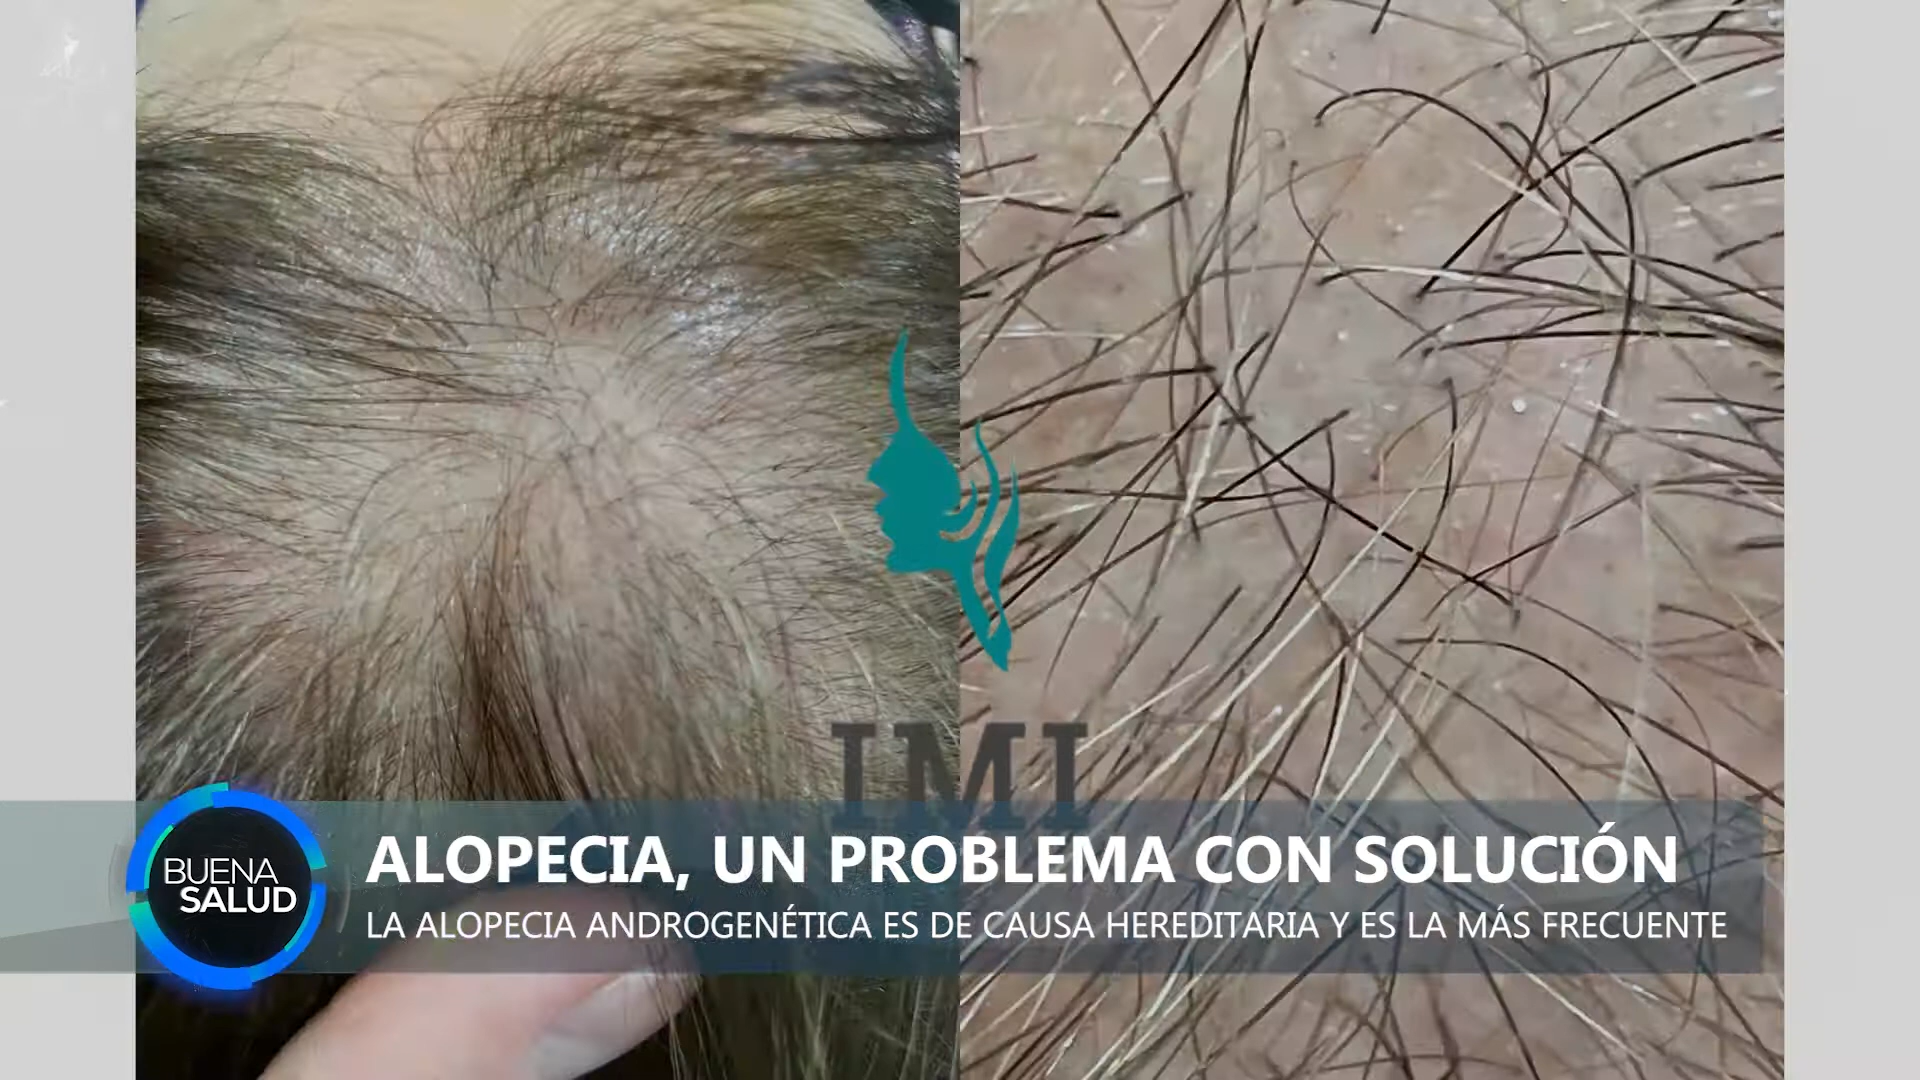 IMI
BUENA
SALUD
ALOPECIA, UN PROBLEMA CON SOLUCIÓN
LA ALOPECIA ANDROGENÉTICA ES DE CAUSA HEREDITARIA Y ES LA MÁS FRECUENTE